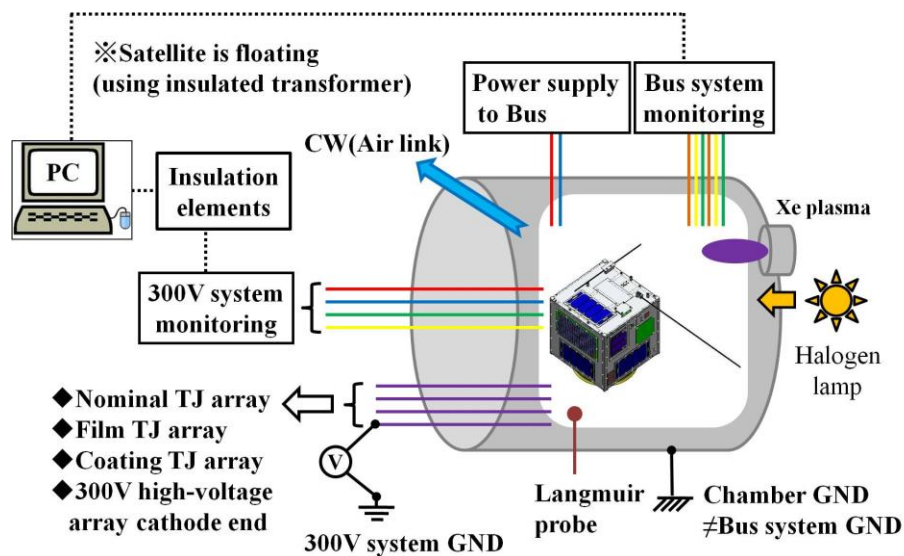 ※Satellite is floating
(using insulated transformer)
Power supply
to Bus
Bus system
monitoring
CW(Air link)
PC
Insulation
elements
Xe plasma
300V system
monitoring
Halogen
lamp
◆Nominal TJ array
◆Film TJ array
◆Coating TJ array
◆300V high-voltage
array cathode end
V
300V system GND
Langmuir
probe
Chamber GND
≠Bus system GND